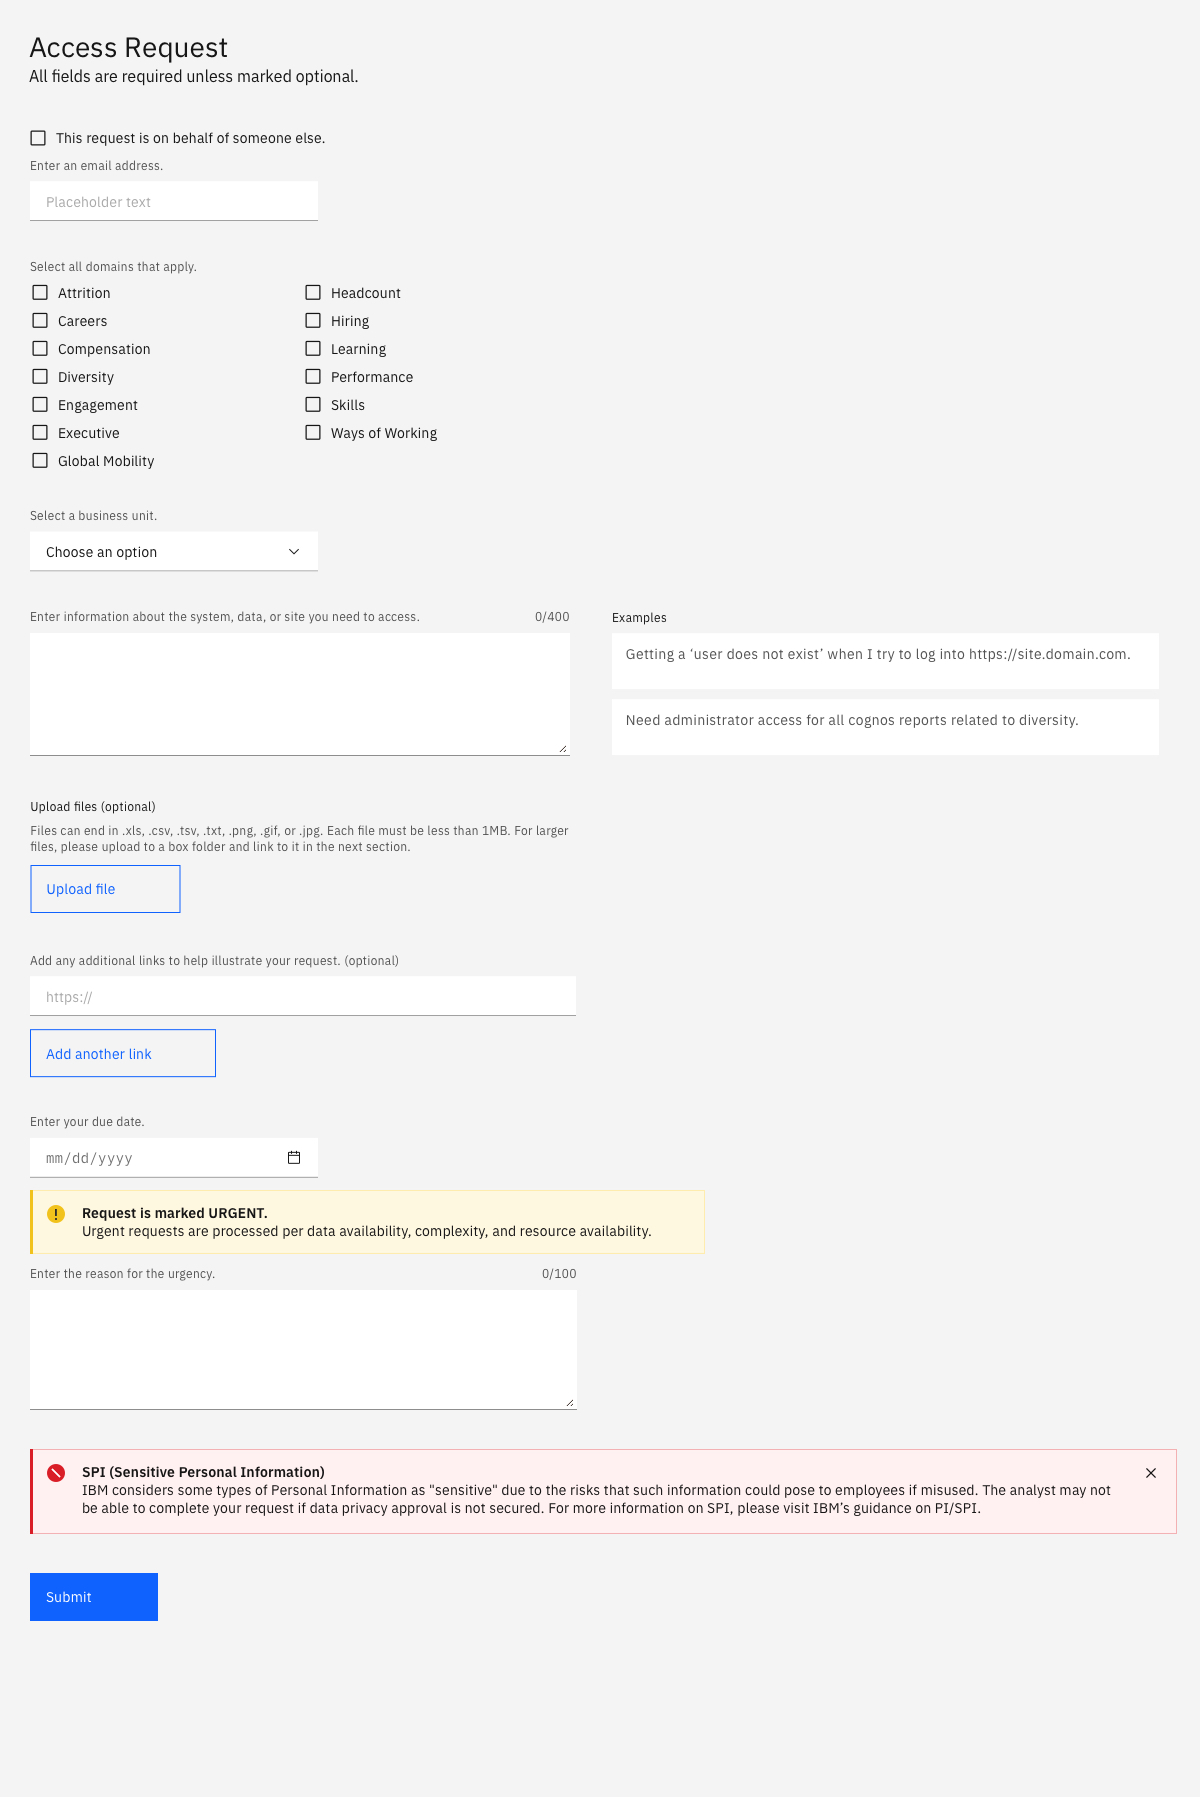 Access Request
All fields are required unless marked optional.
This request is on behalf of someone else.
Enter an email address.
Placeholder text
Select all domains that apply.
Attrition
Careers
Compensation
Diversity
Engagement
Executive
Global Mobility
Headcount
Hiring
Learning
Performance
Skills
Ways of Working
Select a business unit.
Choose an option
Enter information about the system, data, or site you need to access. 0/400
Examples
Getting a ‘user does not exist’ when I try to log into https://site.domain.com.
Need administrator access for all cognos reports related to diversity.
Upload files (optional)
Files can end in .xls, .csv, .tsv, .txt, .png, .gif, or .jpg. Each file must be less than 1MB. For larger
files, please upload to a box folder and link to it in the next section.
Upload file
Add any additional links to help illustrate your request. (optional)
https://
Add another link
Enter your due date.
mm/dd/yyyy
Request is marked URGENT.
Urgent requests are processed per data availability, complexity, and resource availability.
Enter the reason for the urgency. 0/100
SPI (Sensitive Personal Information)
IBM considers some types of Personal Information as "sensitive" due to the risks that such information could pose to employees if misused. The analyst may not
be able to complete your request if data privacy approval is not secured. For more information on SPI, please visit IBM’s guidance on PI/SPI.
Submit